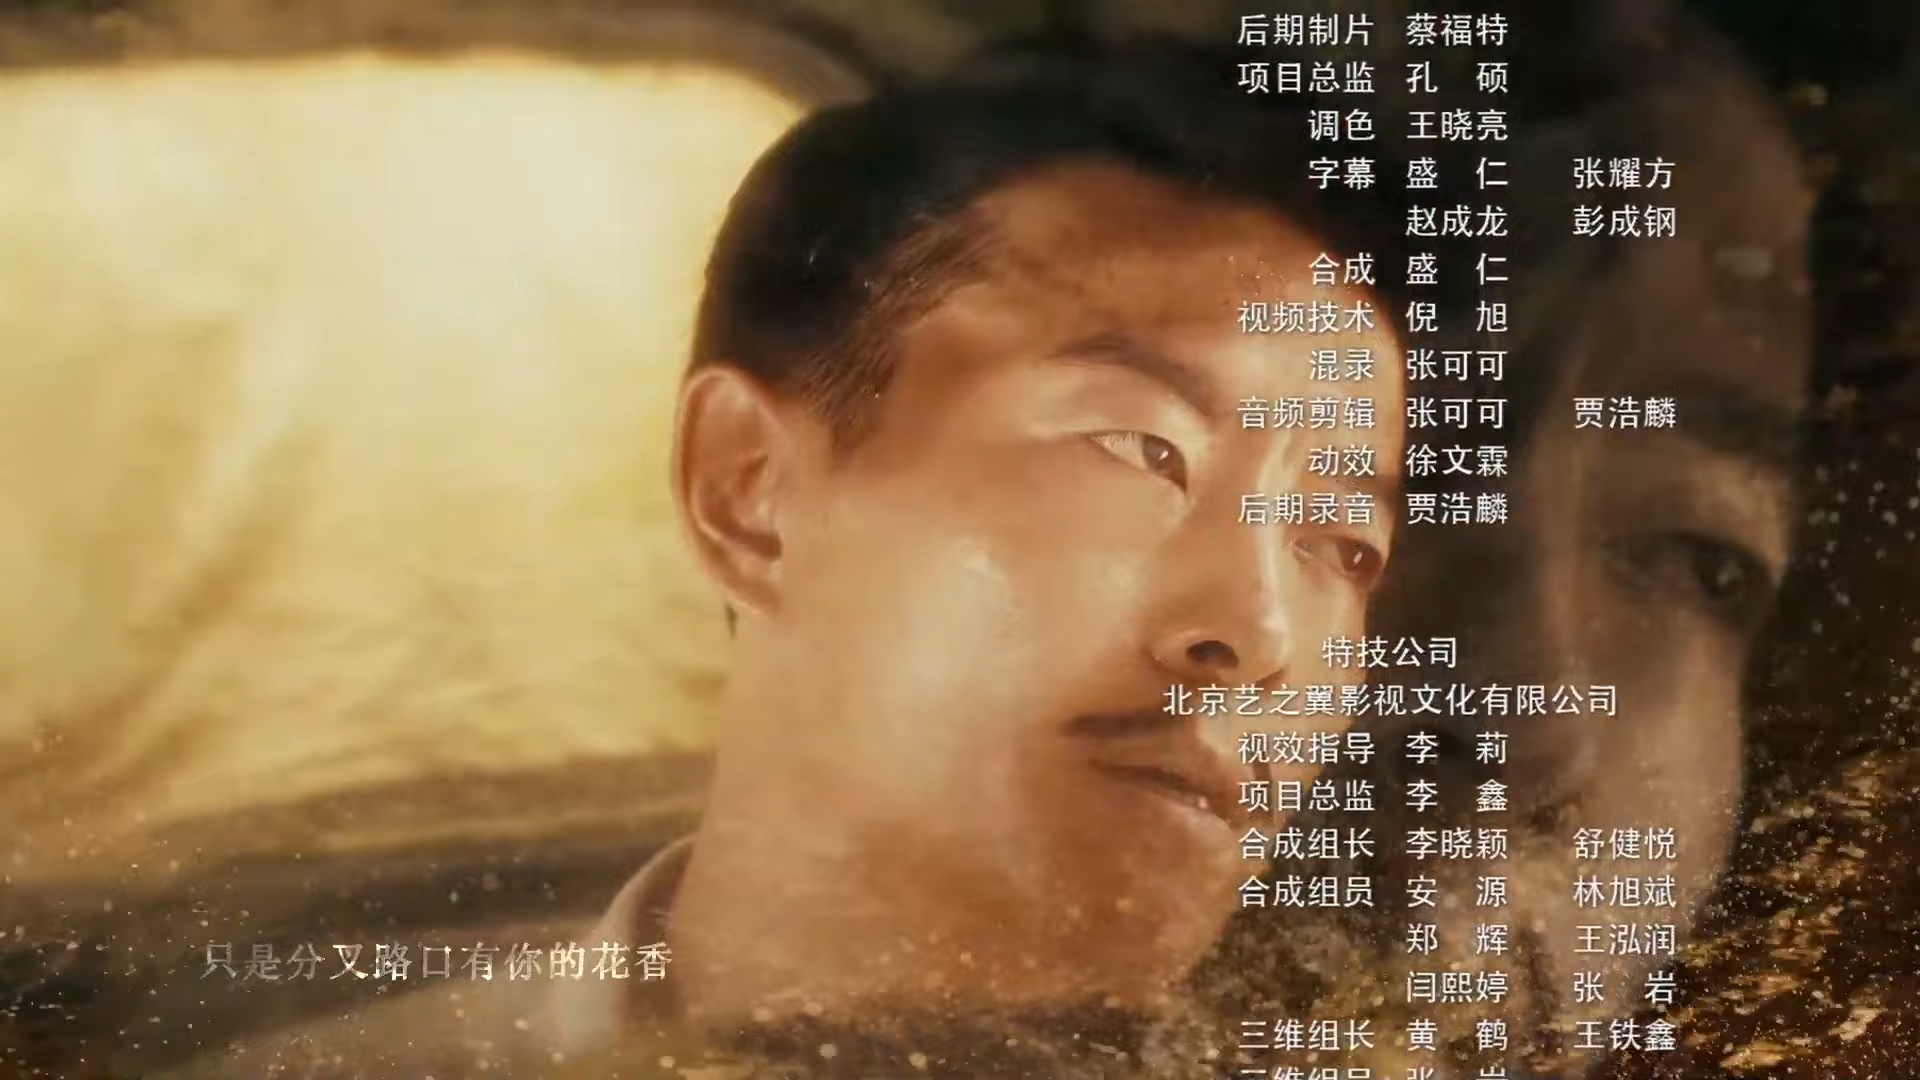 后期制片 蔡福特
项目总监 孔 硕
调色 王晓亮
字幕 盛 仁 张耀方
赵成龙 彭成钢
合成 盛 仁
视频技术 倪 旭
混录 张可可
音频剪辑 张可可 贾浩麟
动效 徐文霖
后期录音 贾浩麟
特技公司
北京艺之翼影视文化有限公司
视效指导 李 莉
项目总监 李 鑫
合成组长 李晓颖 舒健悦
合成组员 安 源 林旭斌
郑 辉 王泓润
闫熙婷 张 岩
三维组长 黄 鹤 王铁鑫
只是分叉路口有你的花香